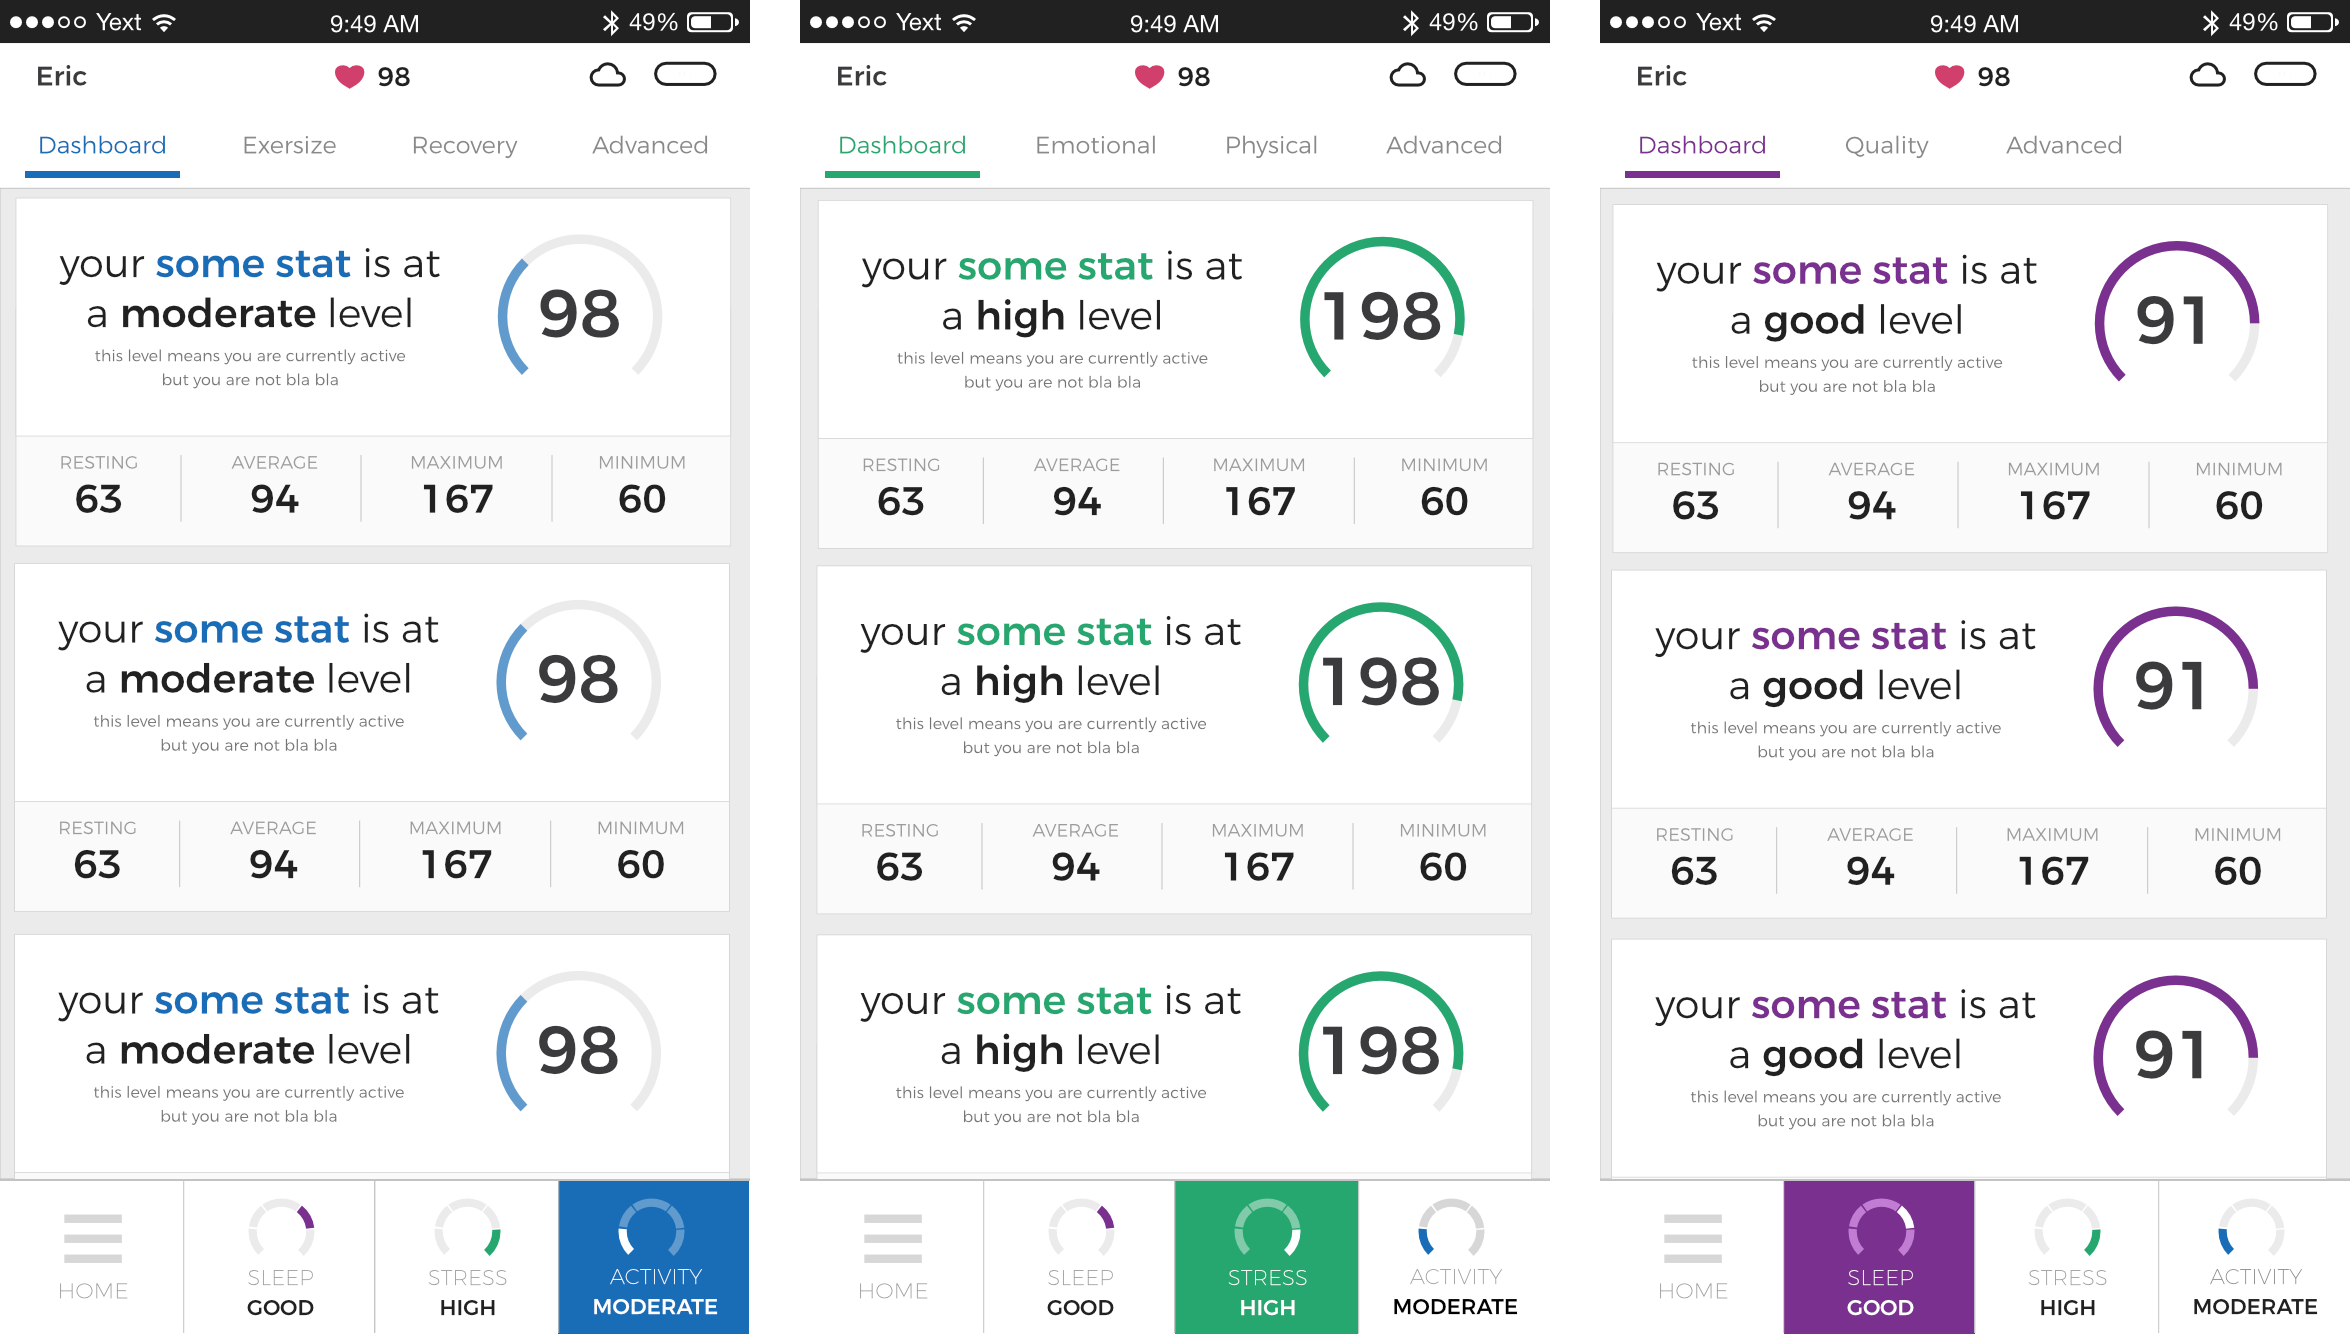 Yext 9:49 AM 49%
Eric 98
Dashboard Exersize Recovery Advanced
your some stat is at
a moderate level
this level means you are currently active
but you are not bla bla
98
RESTING AVERAGE MAXIMUM MINIMUM
63 94 167 60
your some stat is at
a moderate level
this level means you are currently active
but you are not bla bla
98
RESTING AVERAGE MAXIMUM MINIMUM
63 94 167 60
your some stat is at
a moderate level
this level means you are currently active
but you are not bla bla
98
HOME SLEEP STRESS ACTIVITY
GOOD HIGH MODERATE
Yext 9:49 AM 49%
Eric 98
Dashboard Emotional Physical Advanced
your some stat is at
a high level
this level means you are currently active
but you are not bla bla
198
RESTING AVERAGE MAXIMUM MINIMUM
63 94 167 60
your some stat is at
a high level
this level means you are currently active
but you are not bla bla
198
RESTING AVERAGE MAXIMUM MINIMUM
63 94 167 60
your some stat is at
a high level
this level means you are currently active
but you are not bla bla
198
HOME SLEEP STRESS ACTIVITY
GOOD HIGH MODERATE
Yext 9:49 AM 49%
Eric 98
Dashboard Quality Advanced
your some stat is at
a good level
this level means you are currently active
but you are not bla bla
91
RESTING AVERAGE MAXIMUM MINIMUM
63 94 167 60
your some stat is at
a good level
this level means you are currently active
but you are not bla bla
91
RESTING AVERAGE MAXIMUM MINIMUM
63 94 167 60
your some stat is at
a good level
this level means you are currently active
but you are not bla bla
91
HOME SLEEP STRESS ACTIVITY
GOOD HIGH MODERATE